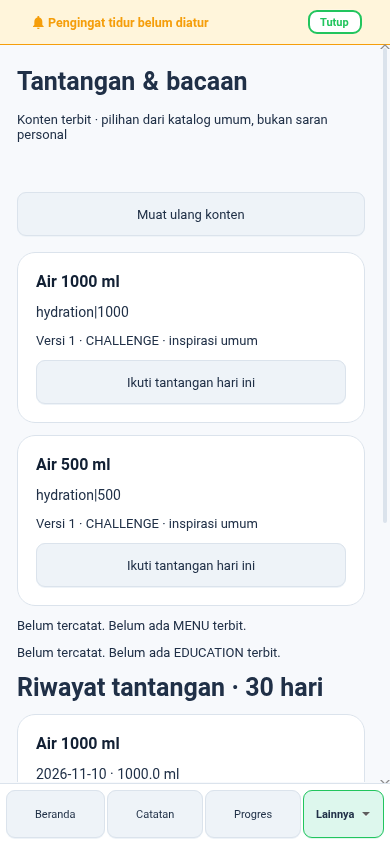 Pengingat tidur belum diatur
Tutup
Tantangan & bacaan
Konten terbit · pilihan dari katalog umum, bukan saran
personal
Muat ulang konten
Air 1000 ml
hydration|1000
Versi 1 · CHALLENGE · inspirasi umum
Ikuti tantangan hari ini
Air 500 ml
hydration|500
Versi 1 · CHALLENGE · inspirasi umum
Ikuti tantangan hari ini
Belum tercatat. Belum ada MENU terbit.
Belum tercatat. Belum ada EDUCATION terbit.
Riwayat tantangan · 30 hari
Air 1000 ml
2026-11-10 · 1000.0 ml
Beranda
Catatan
Progres
Lainnya